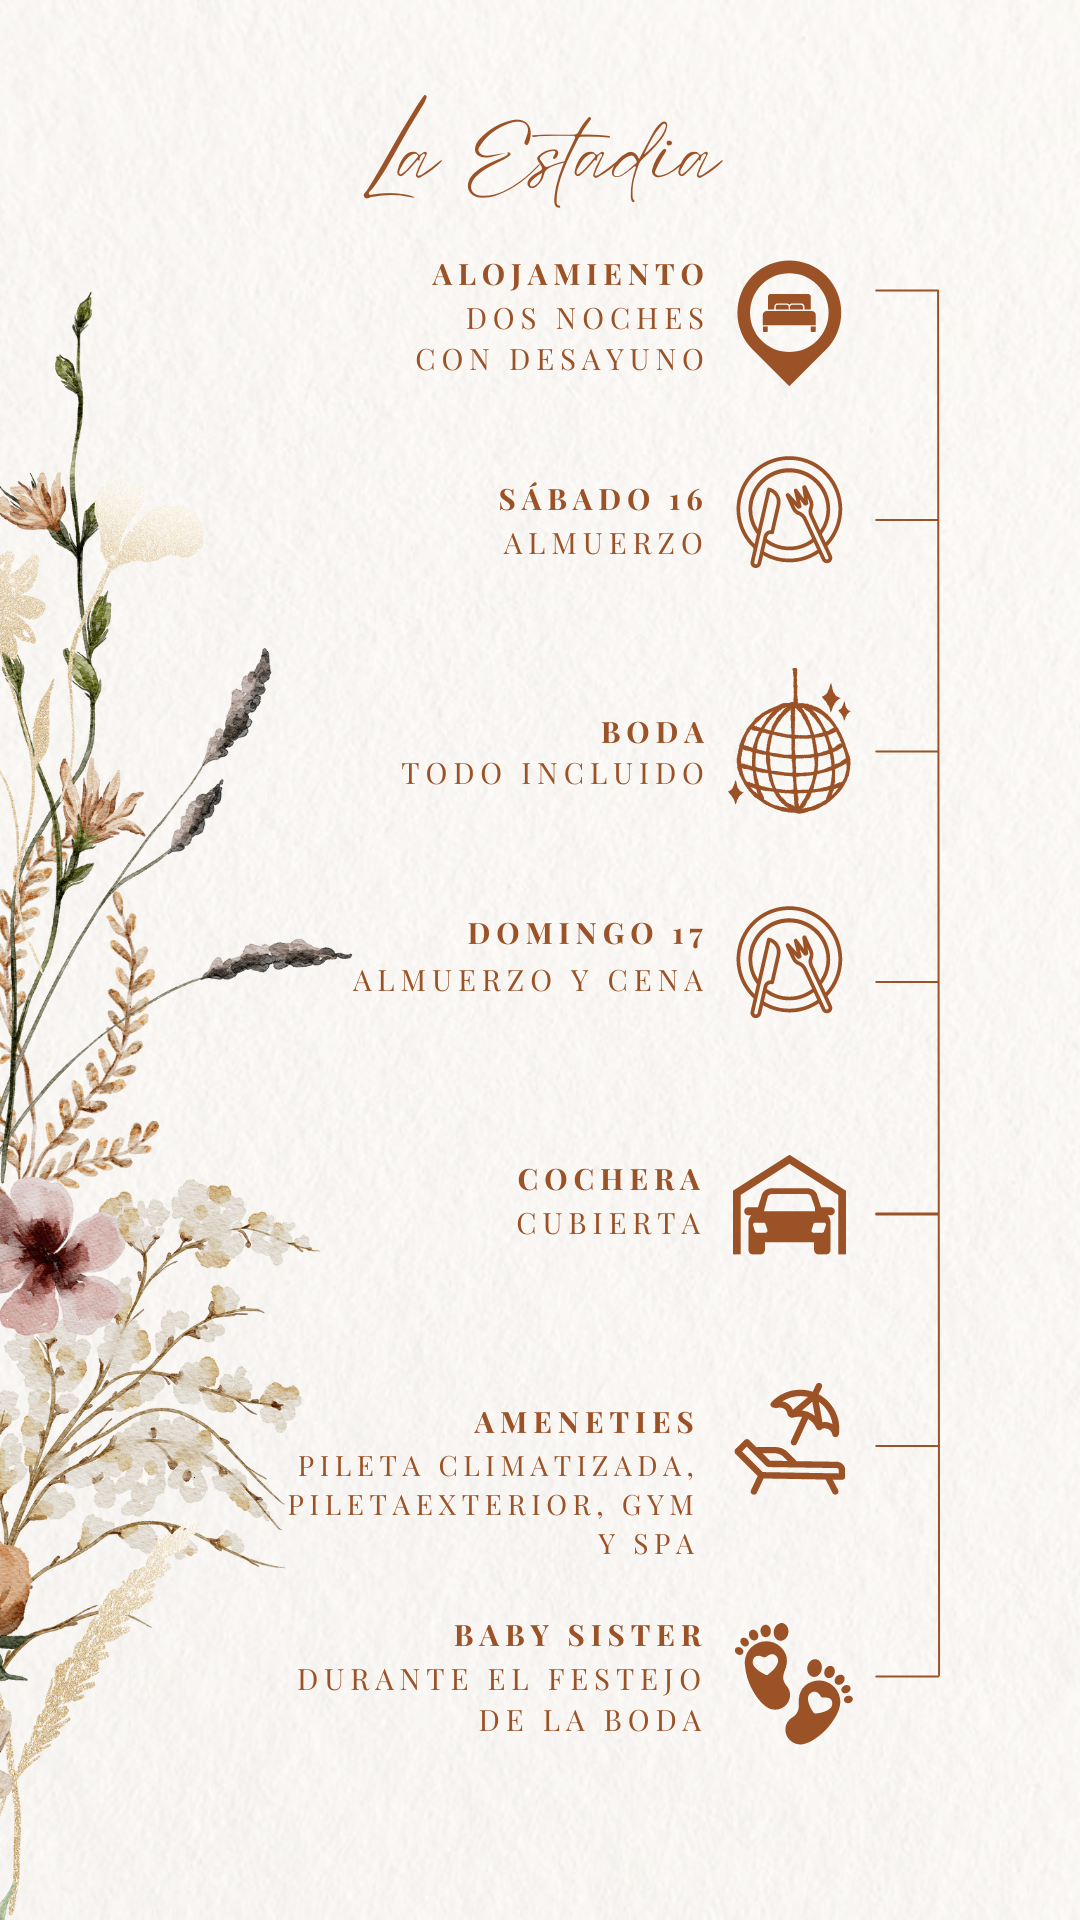 La Estadia
ALOJAMIENTO
DOS NOCHES
CON DESAYUNO
SÁBADO 16
ALMUERZO
BODA
TODO INCLUIDO
DOMINGO 17
ALMUERZO Y CENA
COCHERA
CUBIERTA
AMENETIES
PILETA CLIMATIZADA,
PILETAEXTERIOR, GYM
Y SPA
BABY SISTER
DURANTE EL FESTEJO
DE LA BODA